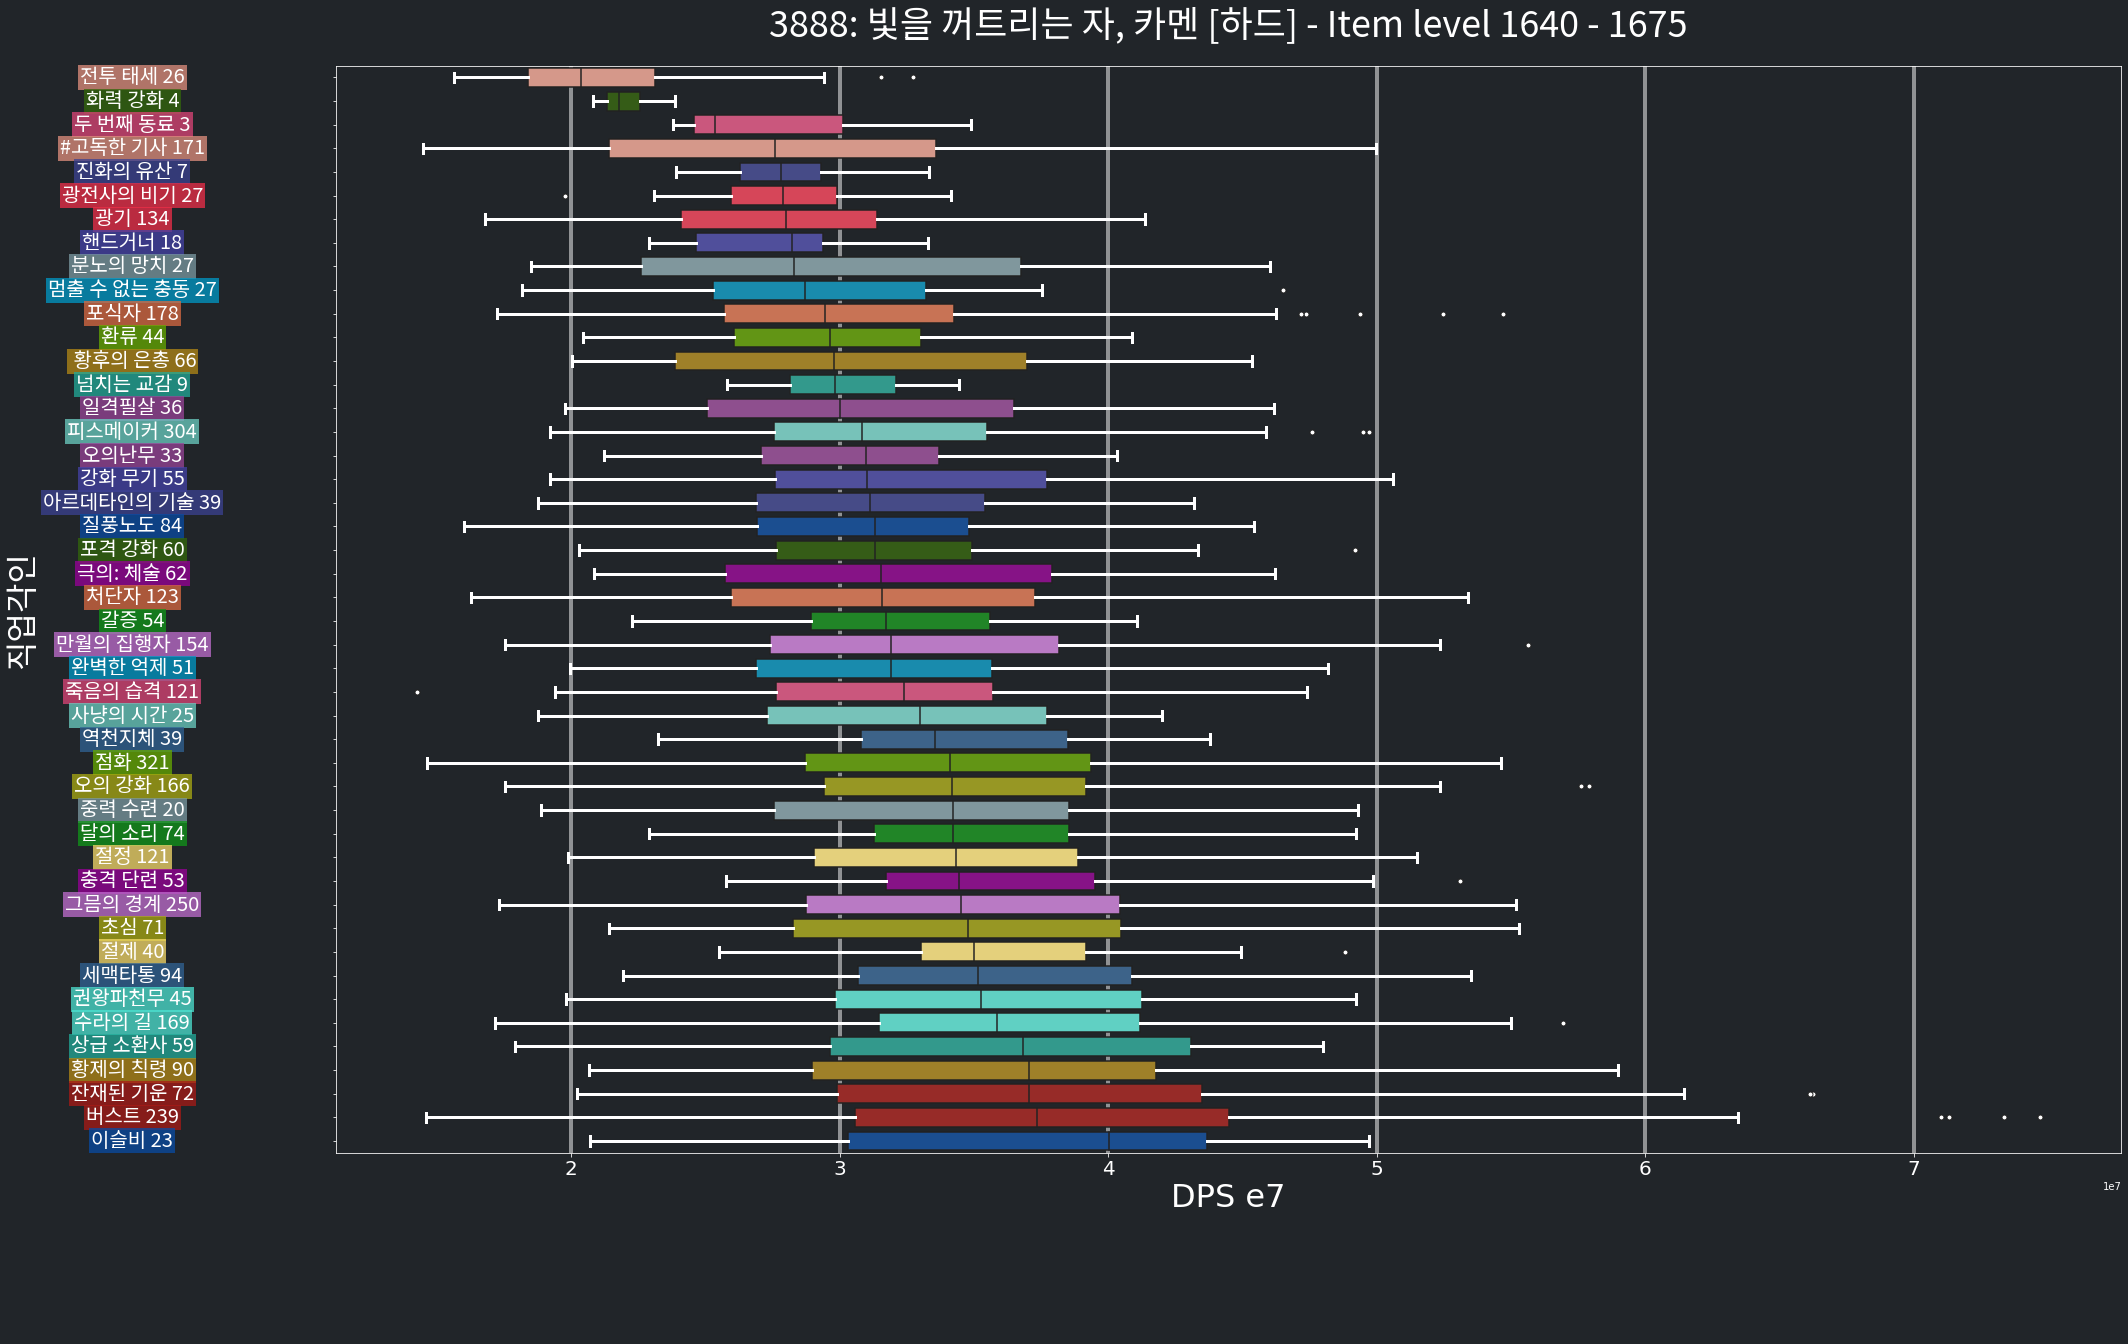 3888: 빛을 꺼트리는 자, 카멘 [하드] - Item level 1640 - 1675
직업각인
전투 태세 26
화력 강화 4
두 번째 동료 3
#고독한 기사 171
진화의 유산 7
광전사의 비기 27
광기 134
핸드거너 18
분노의 망치 27
멈출 수 없는 충동 27
포식자 178
환류 44
황후의 은총 66
넘치는 교감 9
일격필살 36
피스메이커 304
오의난무 33
강화 무기 55
아르데타인의 기술 39
질풍노도 84
포격 강화 60
극의: 체술 62
처단자 123
갈증 54
만월의 집행자 154
완벽한 억제 51
죽음의 습격 121
사냥의 시간 25
역천지체 39
점화 321
오의 강화 166
중력 수련 20
달의 소리 74
절정 121
충격 단련 53
그믐의 경계 250
초심 71
절제 40
세맥타통 94
권왕파천무 45
수라의 길 169
상급 소환사 59
황제의 칙령 90
잔재된 기운 72
버스트 239
이슬비 23
2 3 4 5 6 7
1e7
DPS e7